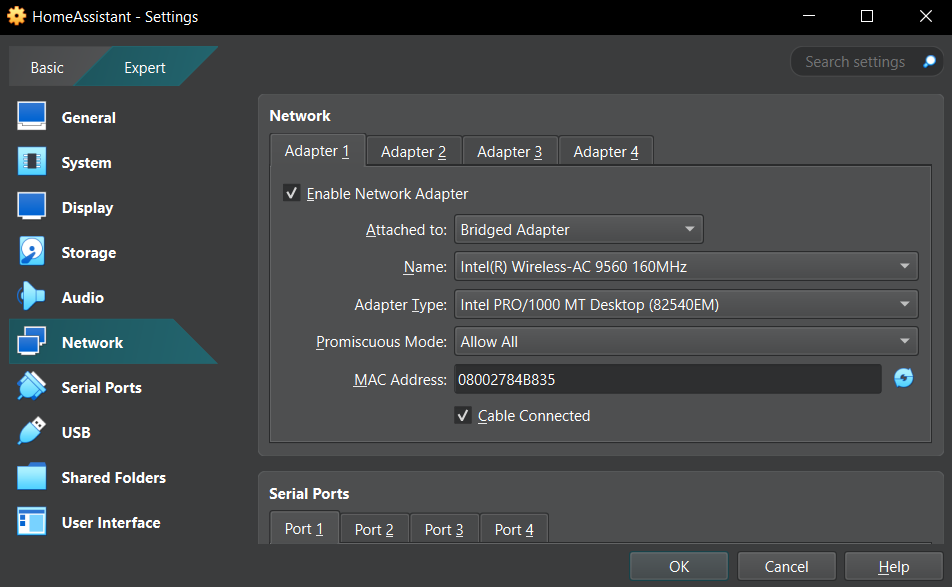 HomeAssistant - Settings
Basic
Expert
Search settings
General
System
Display
Storage
Audio
Network
Serial Ports
USB
Shared Folders
User Interface
Network
Adapter 1
Adapter 2
Adapter 3
Adapter 4
Enable Network Adapter
Attached to: Bridged Adapter
Name: Intel(R) Wireless-AC 9560 160MHz
Adapter Type: Intel PRO/1000 MT Desktop (82540EM)
Promiscuous Mode: Allow All
MAC Address: 08002784B835
Cable Connected
Serial Ports
Port 1
Port 2
Port 3
Port 4
OK
Cancel
Help